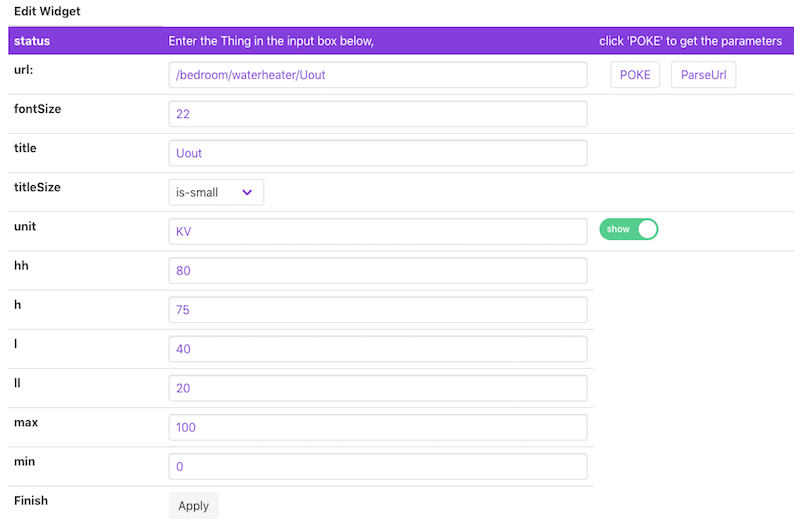 Edit Widget
status Enter the Thing in the input box below, click 'POKE' to get the parameters
url: /bedroom/waterheater/Uout POKE ParseUrl
fontSize 22
title Uout
titleSize is-small
unit KV show
hh 80
h 75
l 40
ll 20
max 100
min 0
Finish Apply